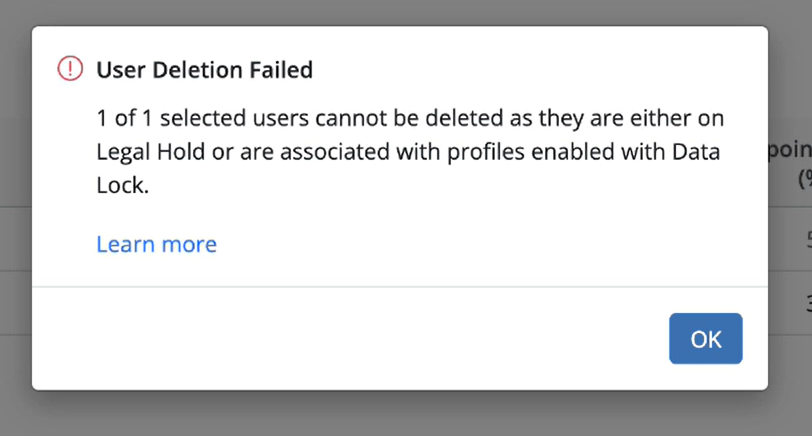 User Deletion Failed
1 of 1 selected users cannot be deleted as they are either on
Legal Hold or are associated with profiles enabled with Data
Lock.
Learn more
OK